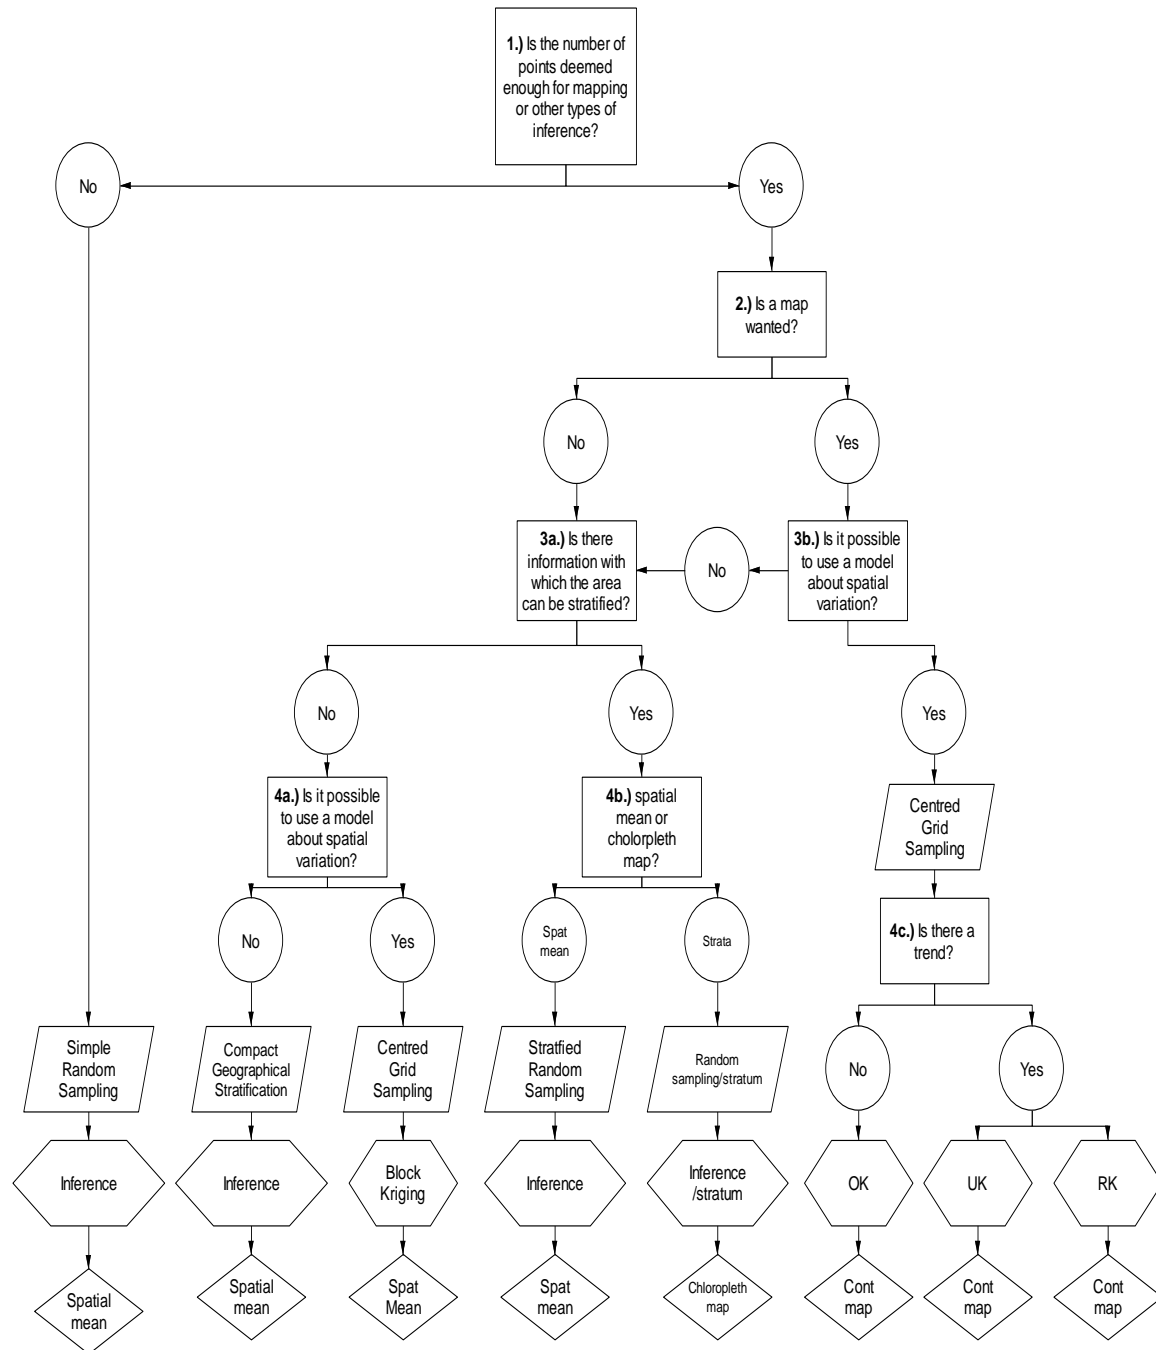 1.) Is the number of
points deemed
enough for mapping
or other types of
inference?
No
Yes
2.) Is a map
wanted?
No
Yes
3a.) Is there
information with
which the area
can be stratified?
No
3b.) Is it possible
to use a model
about spatial
variation?
No
Yes
Yes
4a.) Is it possible
to use a model
about spatial
variation?
4b.) spatial
mean or
cholorpleth
map?
Centred
Grid
Sampling
No
Yes
Spat
mean
Strata
4c.) Is there a
trend?
Simple
Random
Sampling
Compact
Geographical
Stratification
Centred
Grid
Sampling
Stratfied
Random
Sampling
Random
sampling/stratum
No
Yes
Inference
Inference
Block
Kriging
Inference
Inference
/stratum
OK
UK
RK
Spatial
mean
Spatial
mean
Spat
Mean
Spat
mean
Chloropleth
map
Cont
map
Cont
map
Cont
map